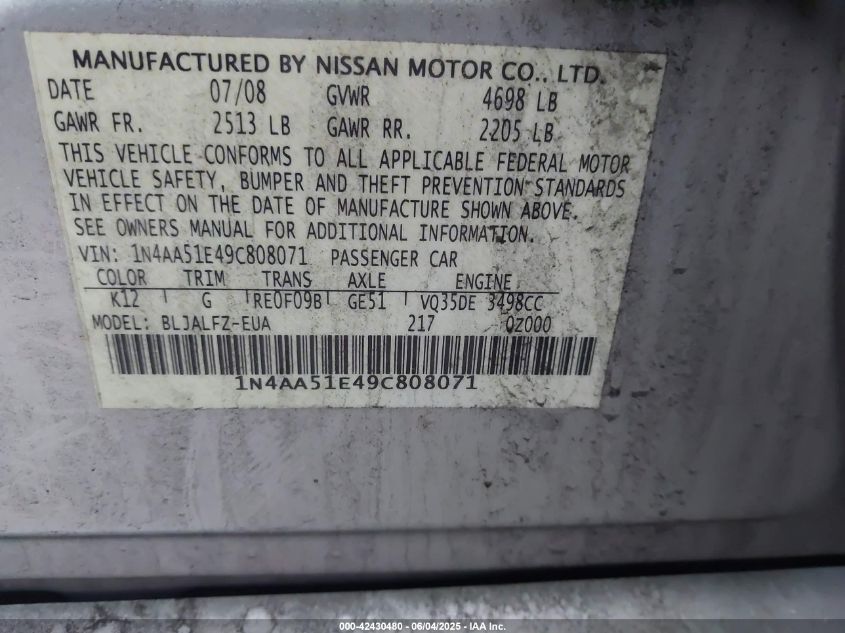 MANUFACTURED BY NISSAN MOTOR CO., LTD.
DATE 07/08 GVWR 4698 LB
GAWR FR. 2513 LB GAWR RR. 2205 LB
THIS VEHICLE CONFORMS TO ALL APPLICABLE FEDERAL MOTOR
VEHICLE SAFETY, BUMPER AND THEFT PREVENTION STANDARDS
IN EFFECT ON THE DATE OF MANUFACTURE SHOWN ABOVE.
SEE OWNERS MANUAL FOR ADDITIONAL INFORMATION.
VIN: 1N4AA51E49C808071 PASSENGER CAR
COLOR TRIM TRANS AXLE ENGINE
K12 G RE0F09B GE51 VQ35DE 3498CC
MODEL: BLJALFZ-EUA 217 0Z000
1N4AA51E49C808071
000-42430480 - 06/04/2025 - IAA Inc.